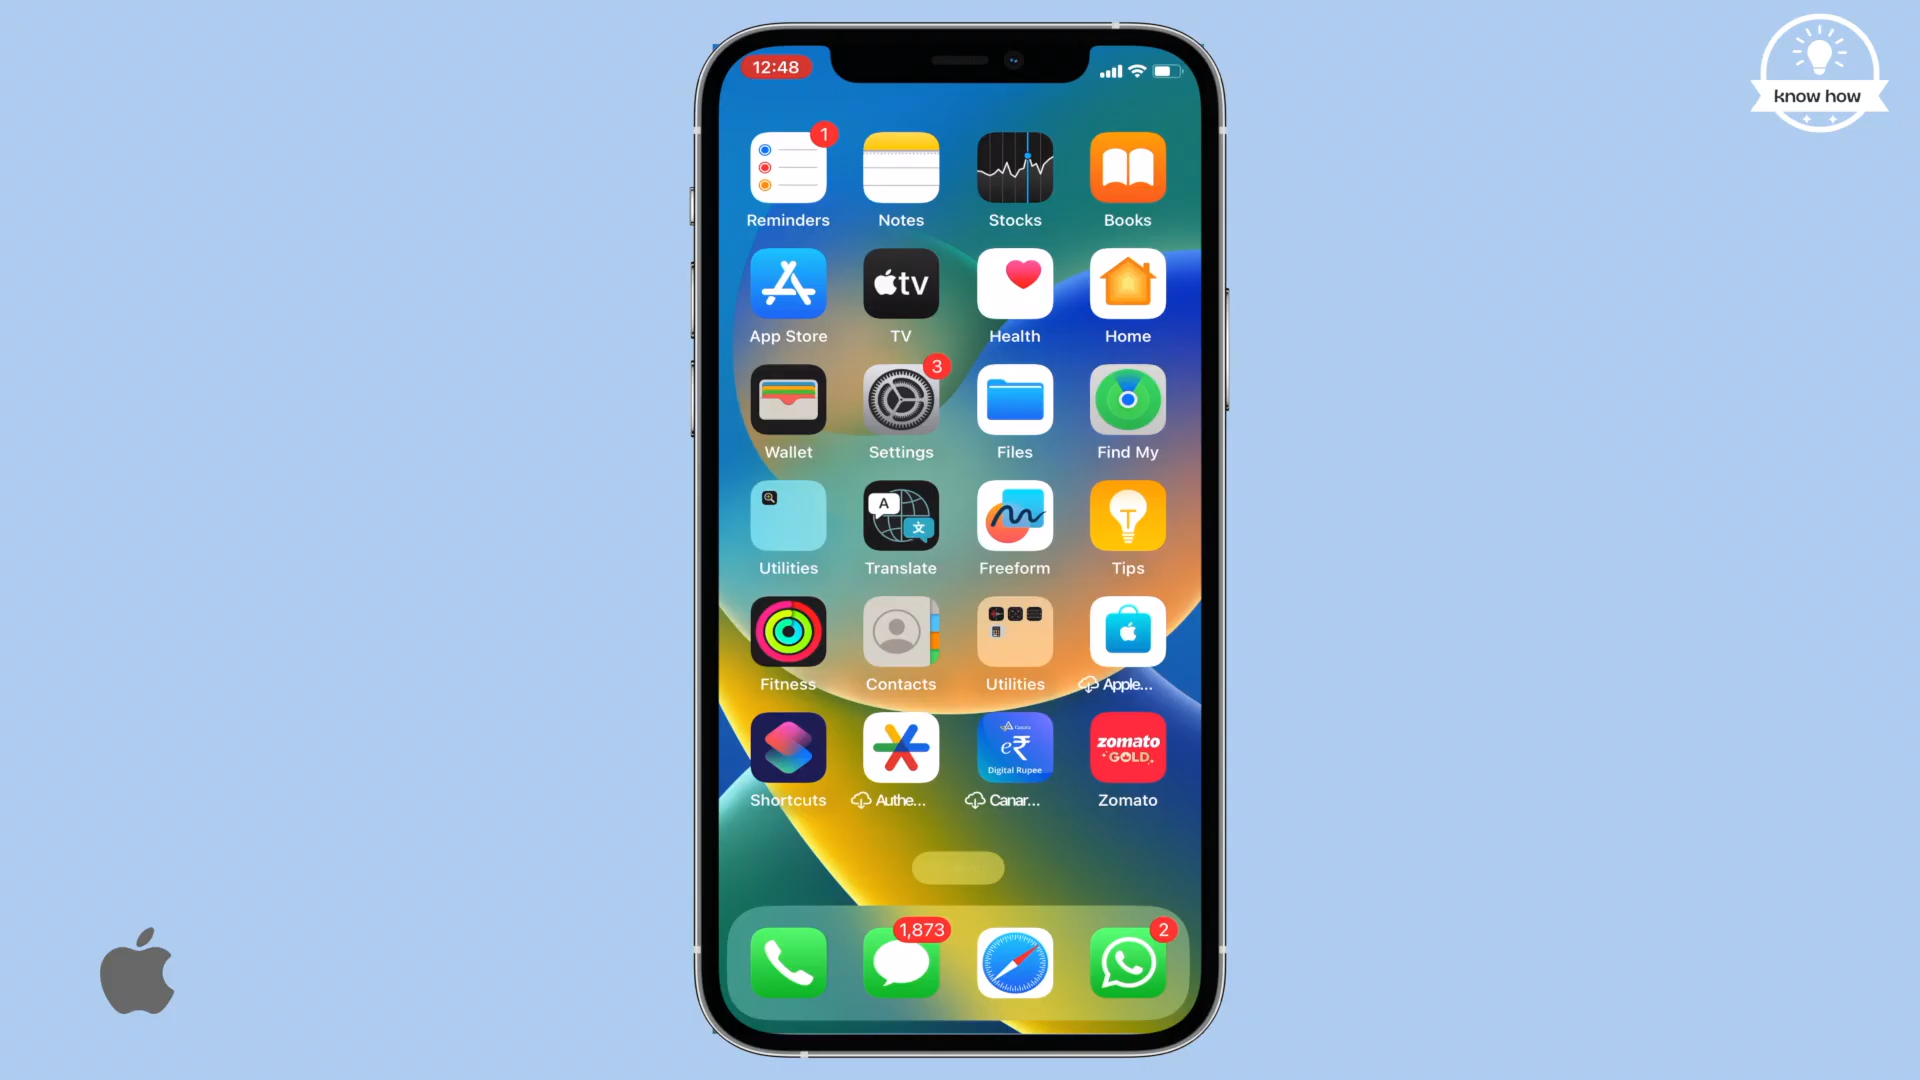 12:48
know how
1
Reminders
Notes
Stocks
Books
tv
App Store
TV
Health
Home
3
Wallet
Settings
Files
Find My
A
文
T
Utilities
Translate
Freeform
Tips
Fitness
Contacts
Utilities
Apple...
Canara
e₹
Digital Rupee
zomato
GOLD
Shortcuts
Authe...
Canar...
Zomato
1,873
2